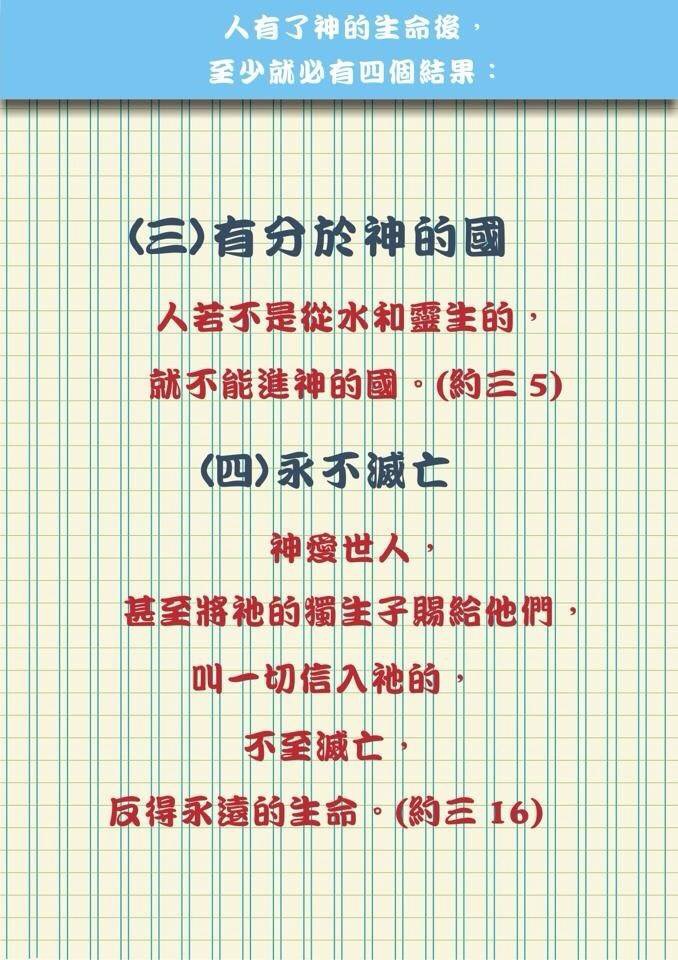 人有了神的生命後，
至少就必有四個結果：
(三)有分於神的國
人若不是從水和靈生的，
就不能進神的國。(約三 5)
(四)永不滅亡
神愛世人，
甚至將祂的獨生子賜給他們，
叫一切信入祂的，
不至滅亡，
反得永遠的生命。(約三 16)